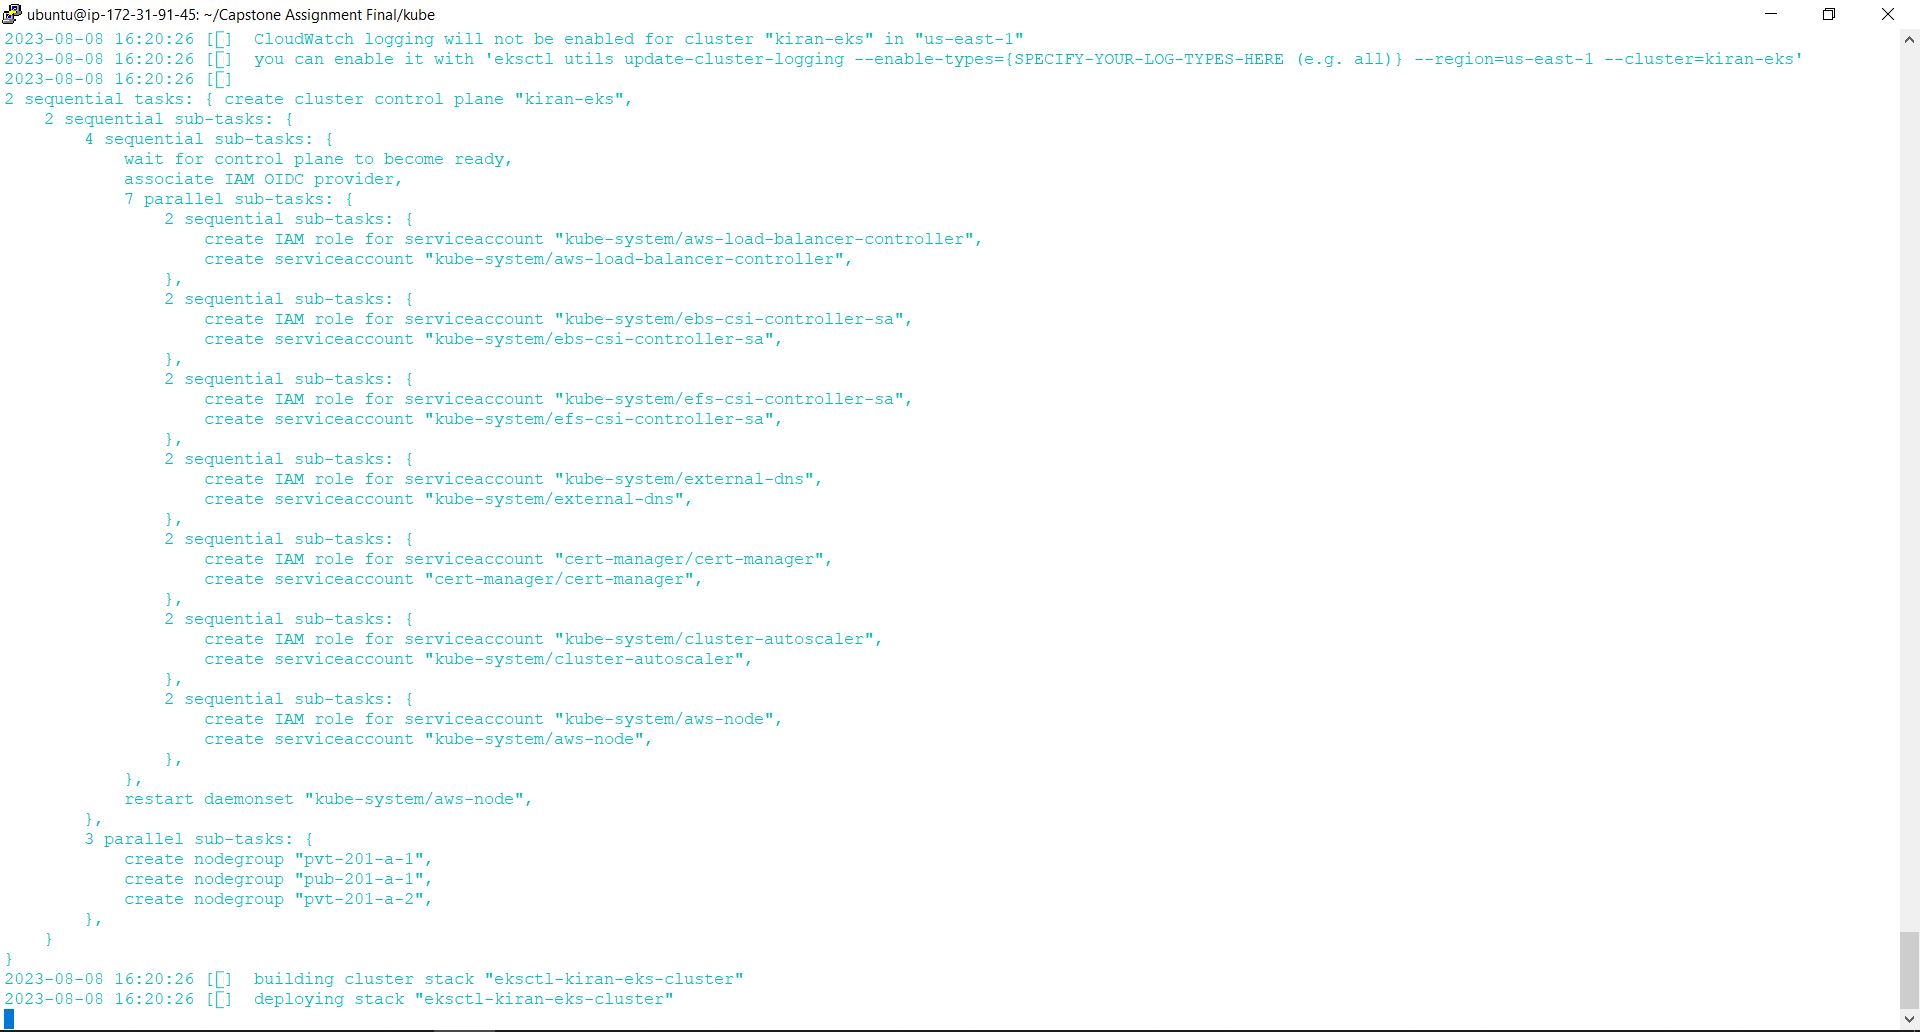 ubuntu@ip-172-31-91-45: ~/Capstone Assignment Final/kube
2023-08-08 16:20:26 [ℹ]  CloudWatch logging will not be enabled for cluster "kiran-eks" in "us-east-1"
2023-08-08 16:20:26 [ℹ]  you can enable it with 'eksctl utils update-cluster-logging --enable-types={SPECIFY-YOUR-LOG-TYPES-HERE (e.g. all)} --region=us-east-1 --cluster=kiran-eks'
2023-08-08 16:20:26 [ℹ]
2 sequential tasks: { create cluster control plane "kiran-eks",
    2 sequential sub-tasks: {
        4 sequential sub-tasks: {
            wait for control plane to become ready,
            associate IAM OIDC provider,
            7 parallel sub-tasks: {
                2 sequential sub-tasks: {
                    create IAM role for serviceaccount "kube-system/aws-load-balancer-controller",
                    create serviceaccount "kube-system/aws-load-balancer-controller",
                },
                2 sequential sub-tasks: {
                    create IAM role for serviceaccount "kube-system/ebs-csi-controller-sa",
                    create serviceaccount "kube-system/ebs-csi-controller-sa",
                },
                2 sequential sub-tasks: {
                    create IAM role for serviceaccount "kube-system/efs-csi-controller-sa",
                    create serviceaccount "kube-system/efs-csi-controller-sa",
                },
                2 sequential sub-tasks: {
                    create IAM role for serviceaccount "kube-system/external-dns",
                    create serviceaccount "kube-system/external-dns",
                },
                2 sequential sub-tasks: {
                    create IAM role for serviceaccount "cert-manager/cert-manager",
                    create serviceaccount "cert-manager/cert-manager",
                },
                2 sequential sub-tasks: {
                    create IAM role for serviceaccount "kube-system/cluster-autoscaler",
                    create serviceaccount "kube-system/cluster-autoscaler",
                },
                2 sequential sub-tasks: {
                    create IAM role for serviceaccount "kube-system/aws-node",
                    create serviceaccount "kube-system/aws-node",
                },
            },
            restart daemonset "kube-system/aws-node",
        },
        3 parallel sub-tasks: {
            create nodegroup "pvt-201-a-1",
            create nodegroup "pub-201-a-1",
            create nodegroup "pvt-201-a-2",
        },
    }
}
2023-08-08 16:20:26 [ℹ]  building cluster stack "eksctl-kiran-eks-cluster"
2023-08-08 16:20:26 [ℹ]  deploying stack "eksctl-kiran-eks-cluster"